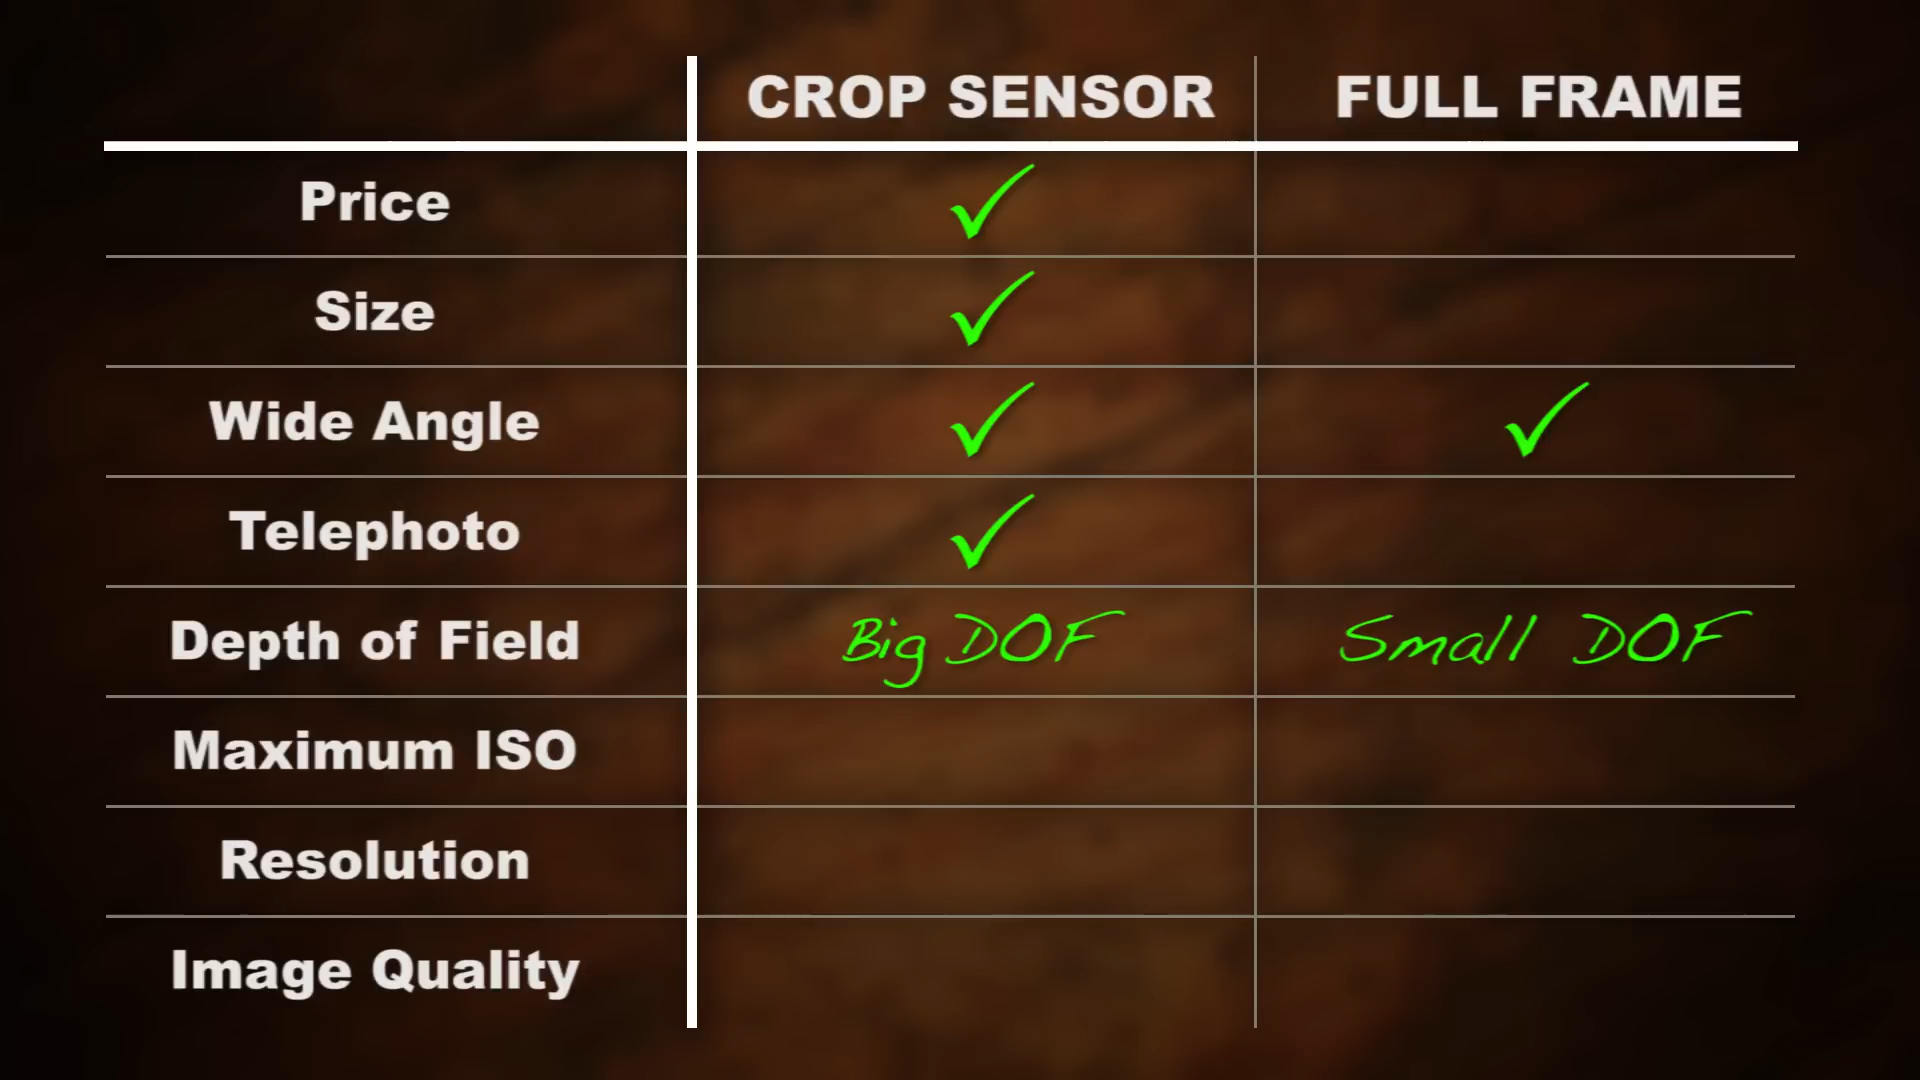 CROP SENSOR FULL FRAME
Price ✓
Size ✓
Wide Angle ✓ ✓
Telephoto ✓
Depth of Field Big DOF Small DOF
Maximum ISO
Resolution
Image Quality